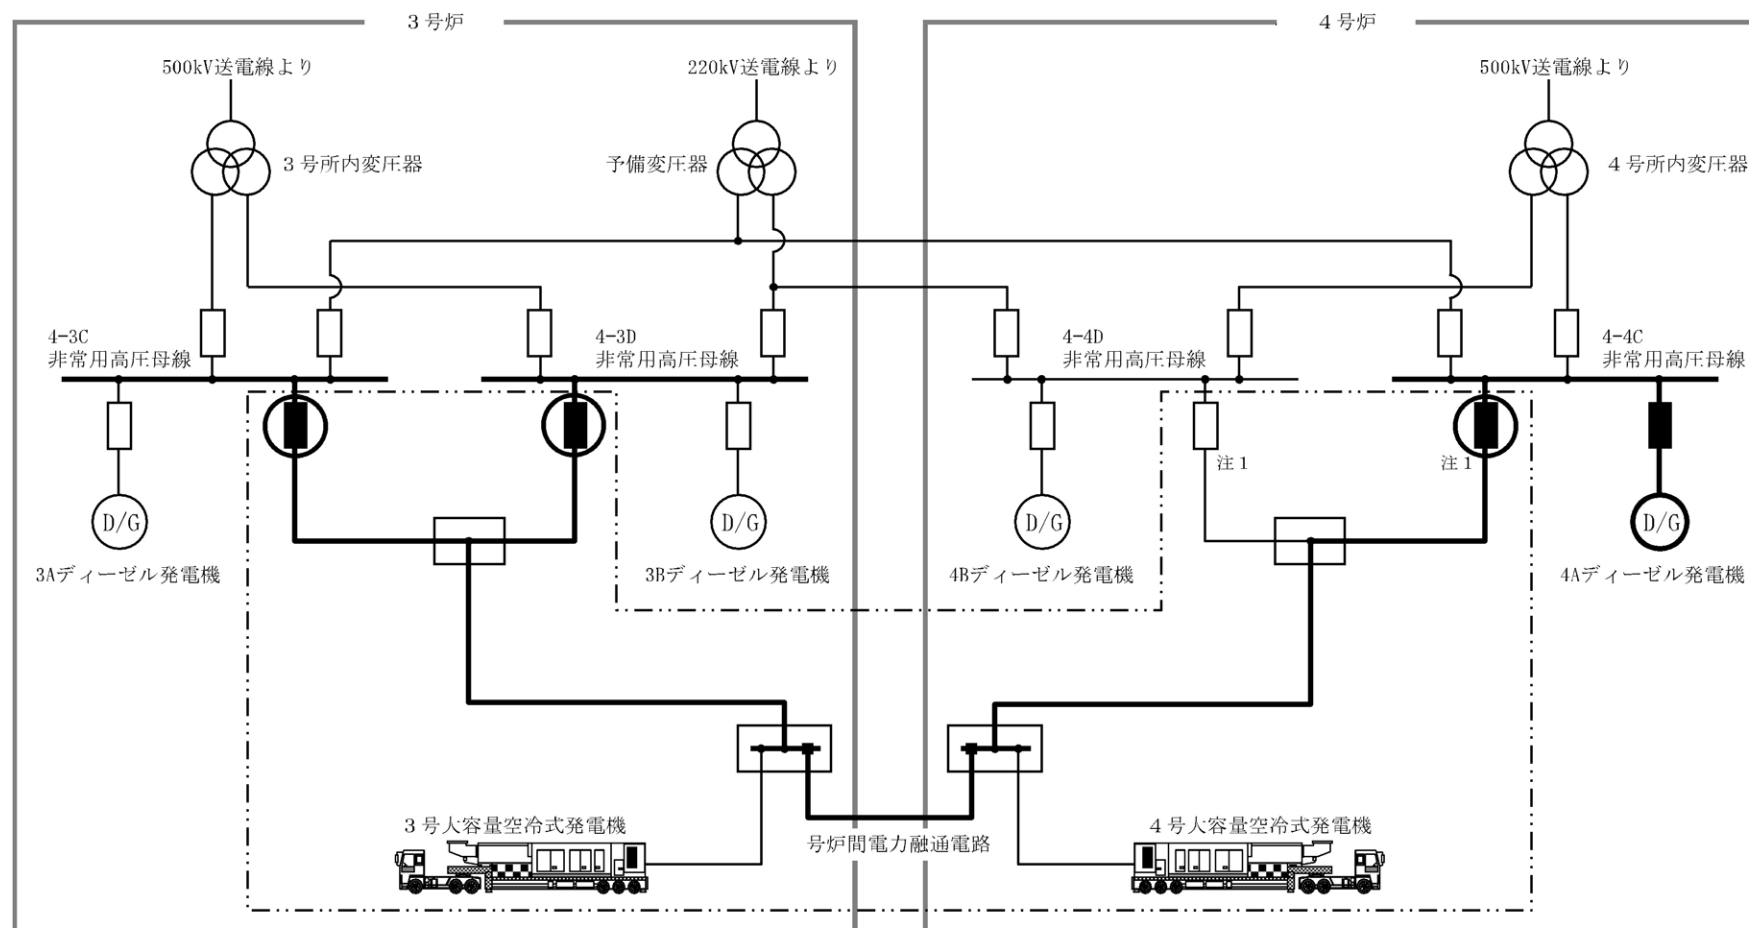 ３号炉
４号炉
500kV送電線より
220kV送電線より
500kV送電線より
３号所内変圧器
予備変圧器
４号所内変圧器
4-3C
非常用高圧母線
4-3D
非常用高圧母線
4-4D
非常用高圧母線
4-4C
非常用高圧母線
注１
注１
D/G
D/G
D/G
D/G
3Aディーゼル発電機
3Bディーゼル発電機
4Bディーゼル発電機
4Aディーゼル発電機
３号大容量空冷式発電機
号炉間電力融通電路
４号大容量空冷式発電機